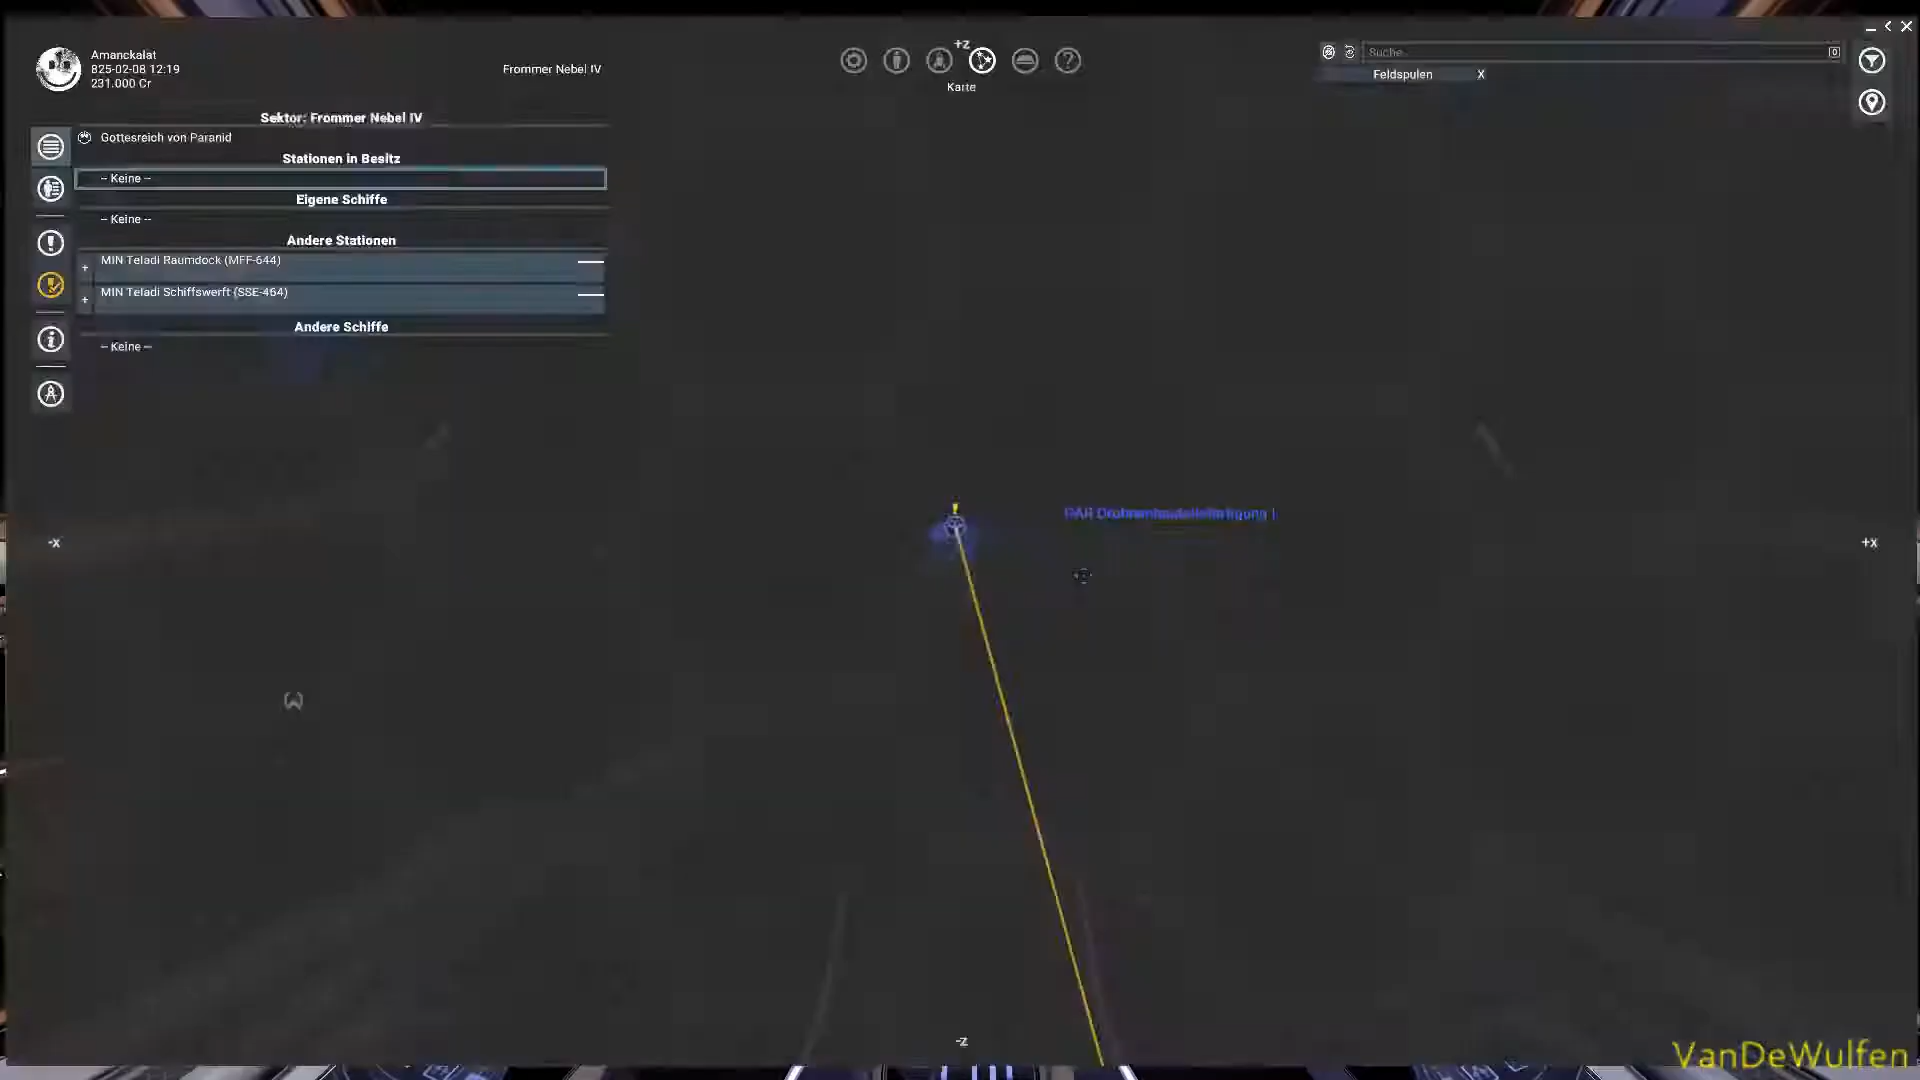 Amanckalat
825-02-08 12:19
231.000 Cr
Frommer Nebel IV
+Z
Karte
Suche...
Feldspulen X
Sektor: Frommer Nebel IV
Gottesreich von Paranid
Stationen in Besitz
-- Keine --
Eigene Schiffe
-- Keine --
Andere Stationen
+ MIN Teladi Raumdock (MFF-644)
+ MIN Teladi Schiffswerft (SSE-464)
Andere Schiffe
-- Keine --
PAR Drohnenbauteilefertigung I
-X
+X
-Z
VanDeWulfen